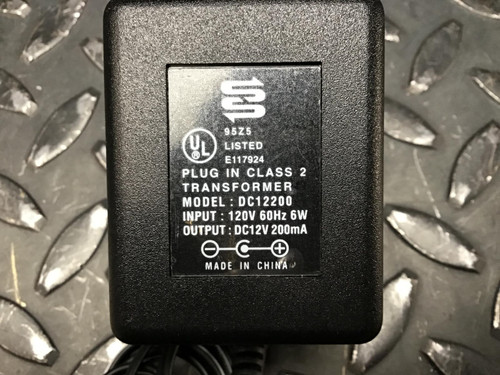 95Z5
UL
LISTED
E117924
PLUG IN CLASS 2
TRANSFORMER
MODEL : DC12200
INPUT : 120V 60Hz 6W
OUTPUT : DC12V 200mA
MADE IN CHINA